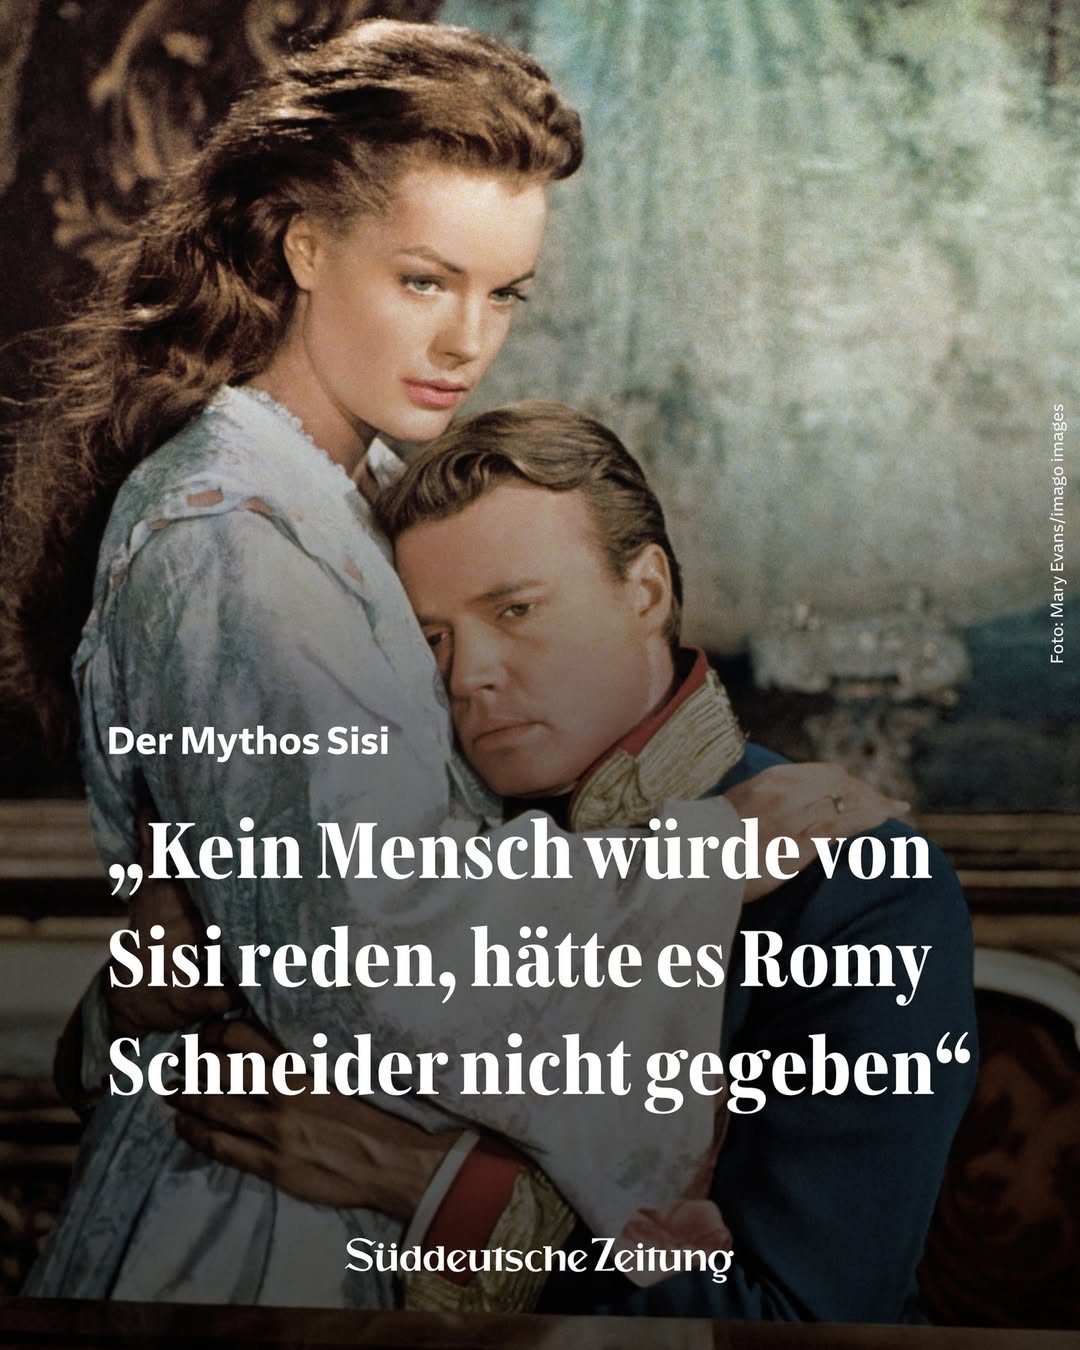 Foto: Mary Evans/imago images
Der Mythos Sisi
„Kein Mensch würde von
Sisi reden, hätte es Romy
Schneider nicht gegeben“
Süddeutsche Zeitung